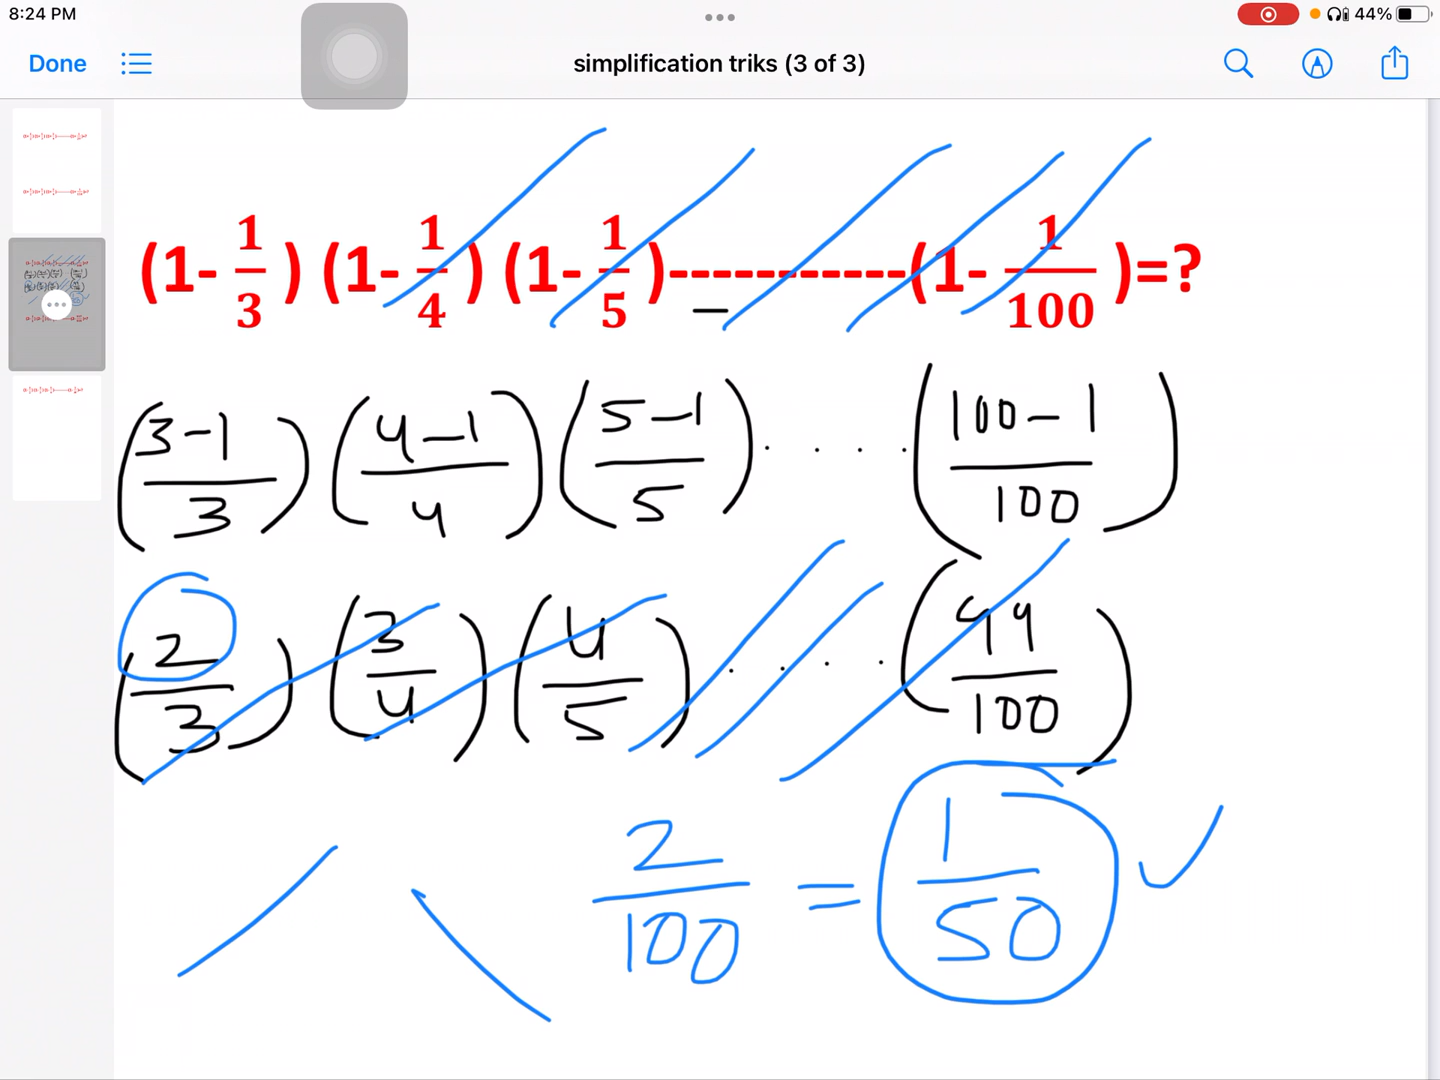 8:24 PM
44%
Done
simplification triks (3 of 3)
(1- 1/3 ) (1- 1/4 ) (1- 1/5 )------------(1- 1/100 )=?
(3-1/3) (4-1/4) (5-1/5) . . . . (100-1/100)
(2/3) (3/4) (4/5) . . . . (99/100)
2/100 = 1/50